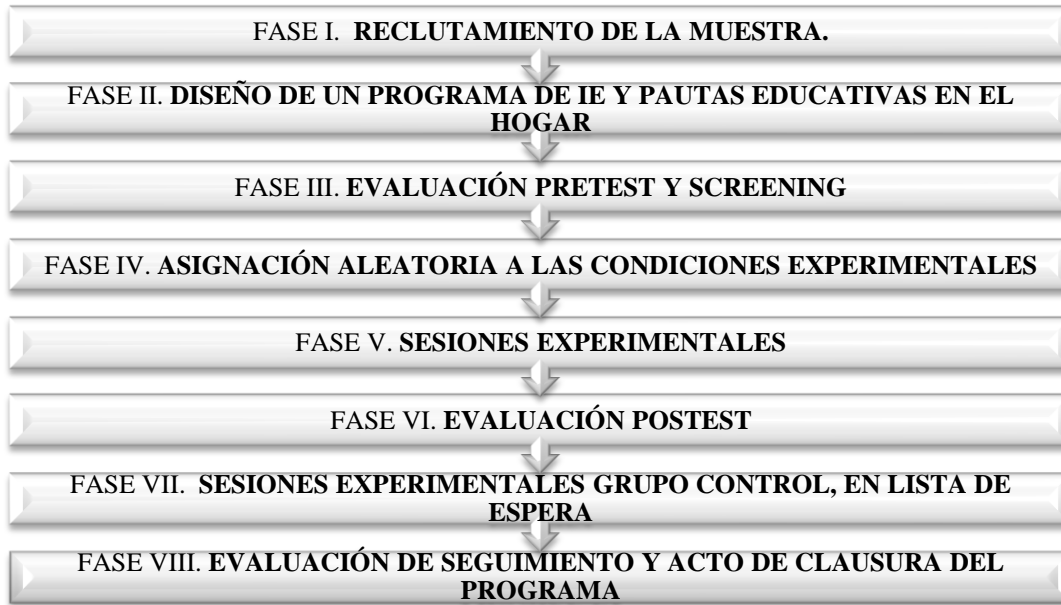 FASE I. RECLUTAMIENTO DE LA MUESTRA.
FASE II. DISEÑO DE UN PROGRAMA DE IE Y PAUTAS EDUCATIVAS EN EL
HOGAR
FASE III. EVALUACIÓN PRETEST Y SCREENING
FASE IV. ASIGNACIÓN ALEATORIA A LAS CONDICIONES EXPERIMENTALES
FASE V. SESIONES EXPERIMENTALES
FASE VI. EVALUACIÓN POSTEST
FASE VII. SESIONES EXPERIMENTALES GRUPO CONTROL, EN LISTA DE
ESPERA
FASE VIII. EVALUACIÓN DE SEGUIMIENTO Y ACTO DE CLAUSURA DEL
PROGRAMA